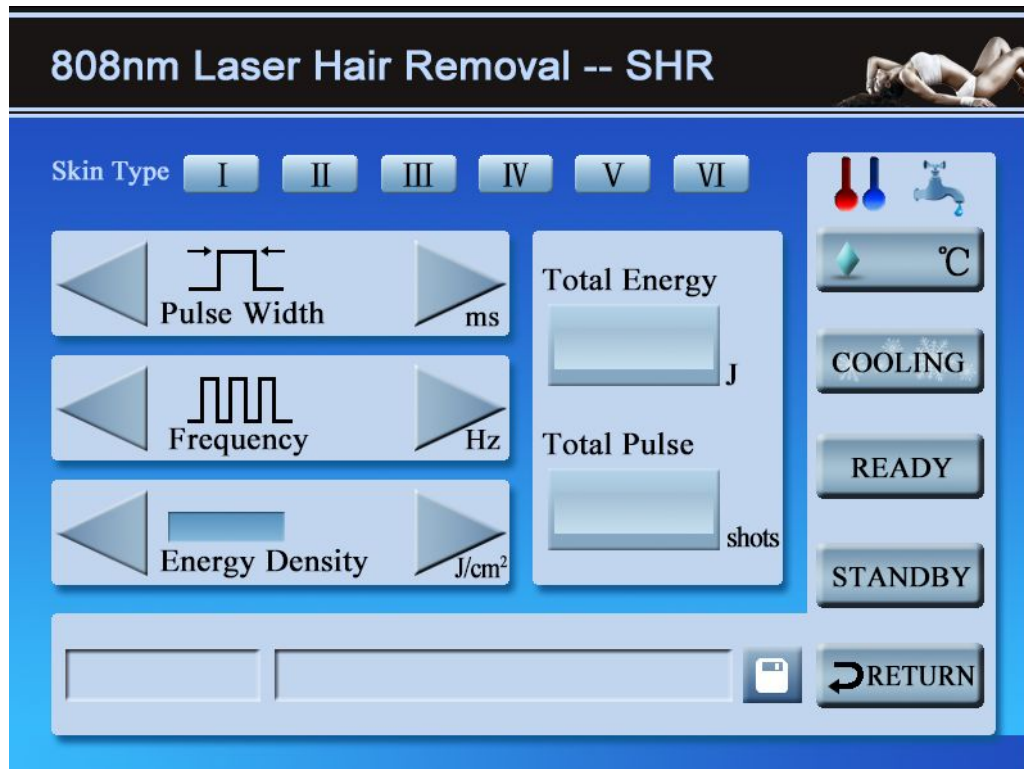 808nm Laser Hair Removal -- SHR
Skin Type I II III IV V VI
Pulse Width
ms
Frequency
Hz
Energy Density
J/cm²
Total Energy
J
Total Pulse
shots
℃
COOLING
READY
STANDBY
RETURN